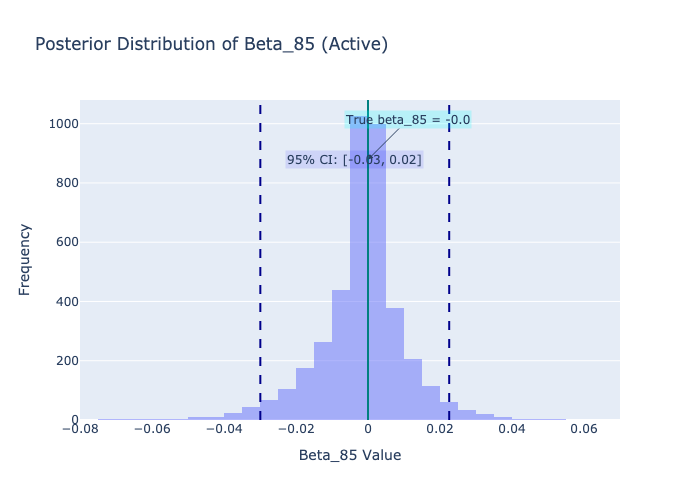 Posterior Distribution of Beta_85 (Active)
1000
800
600
400
200
0
Frequency
True beta_85 = -0.0
95% CI: [-0.03, 0.02]
−0.08
−0.06
−0.04
−0.02
0
0.02
0.04
0.06
Beta_85 Value